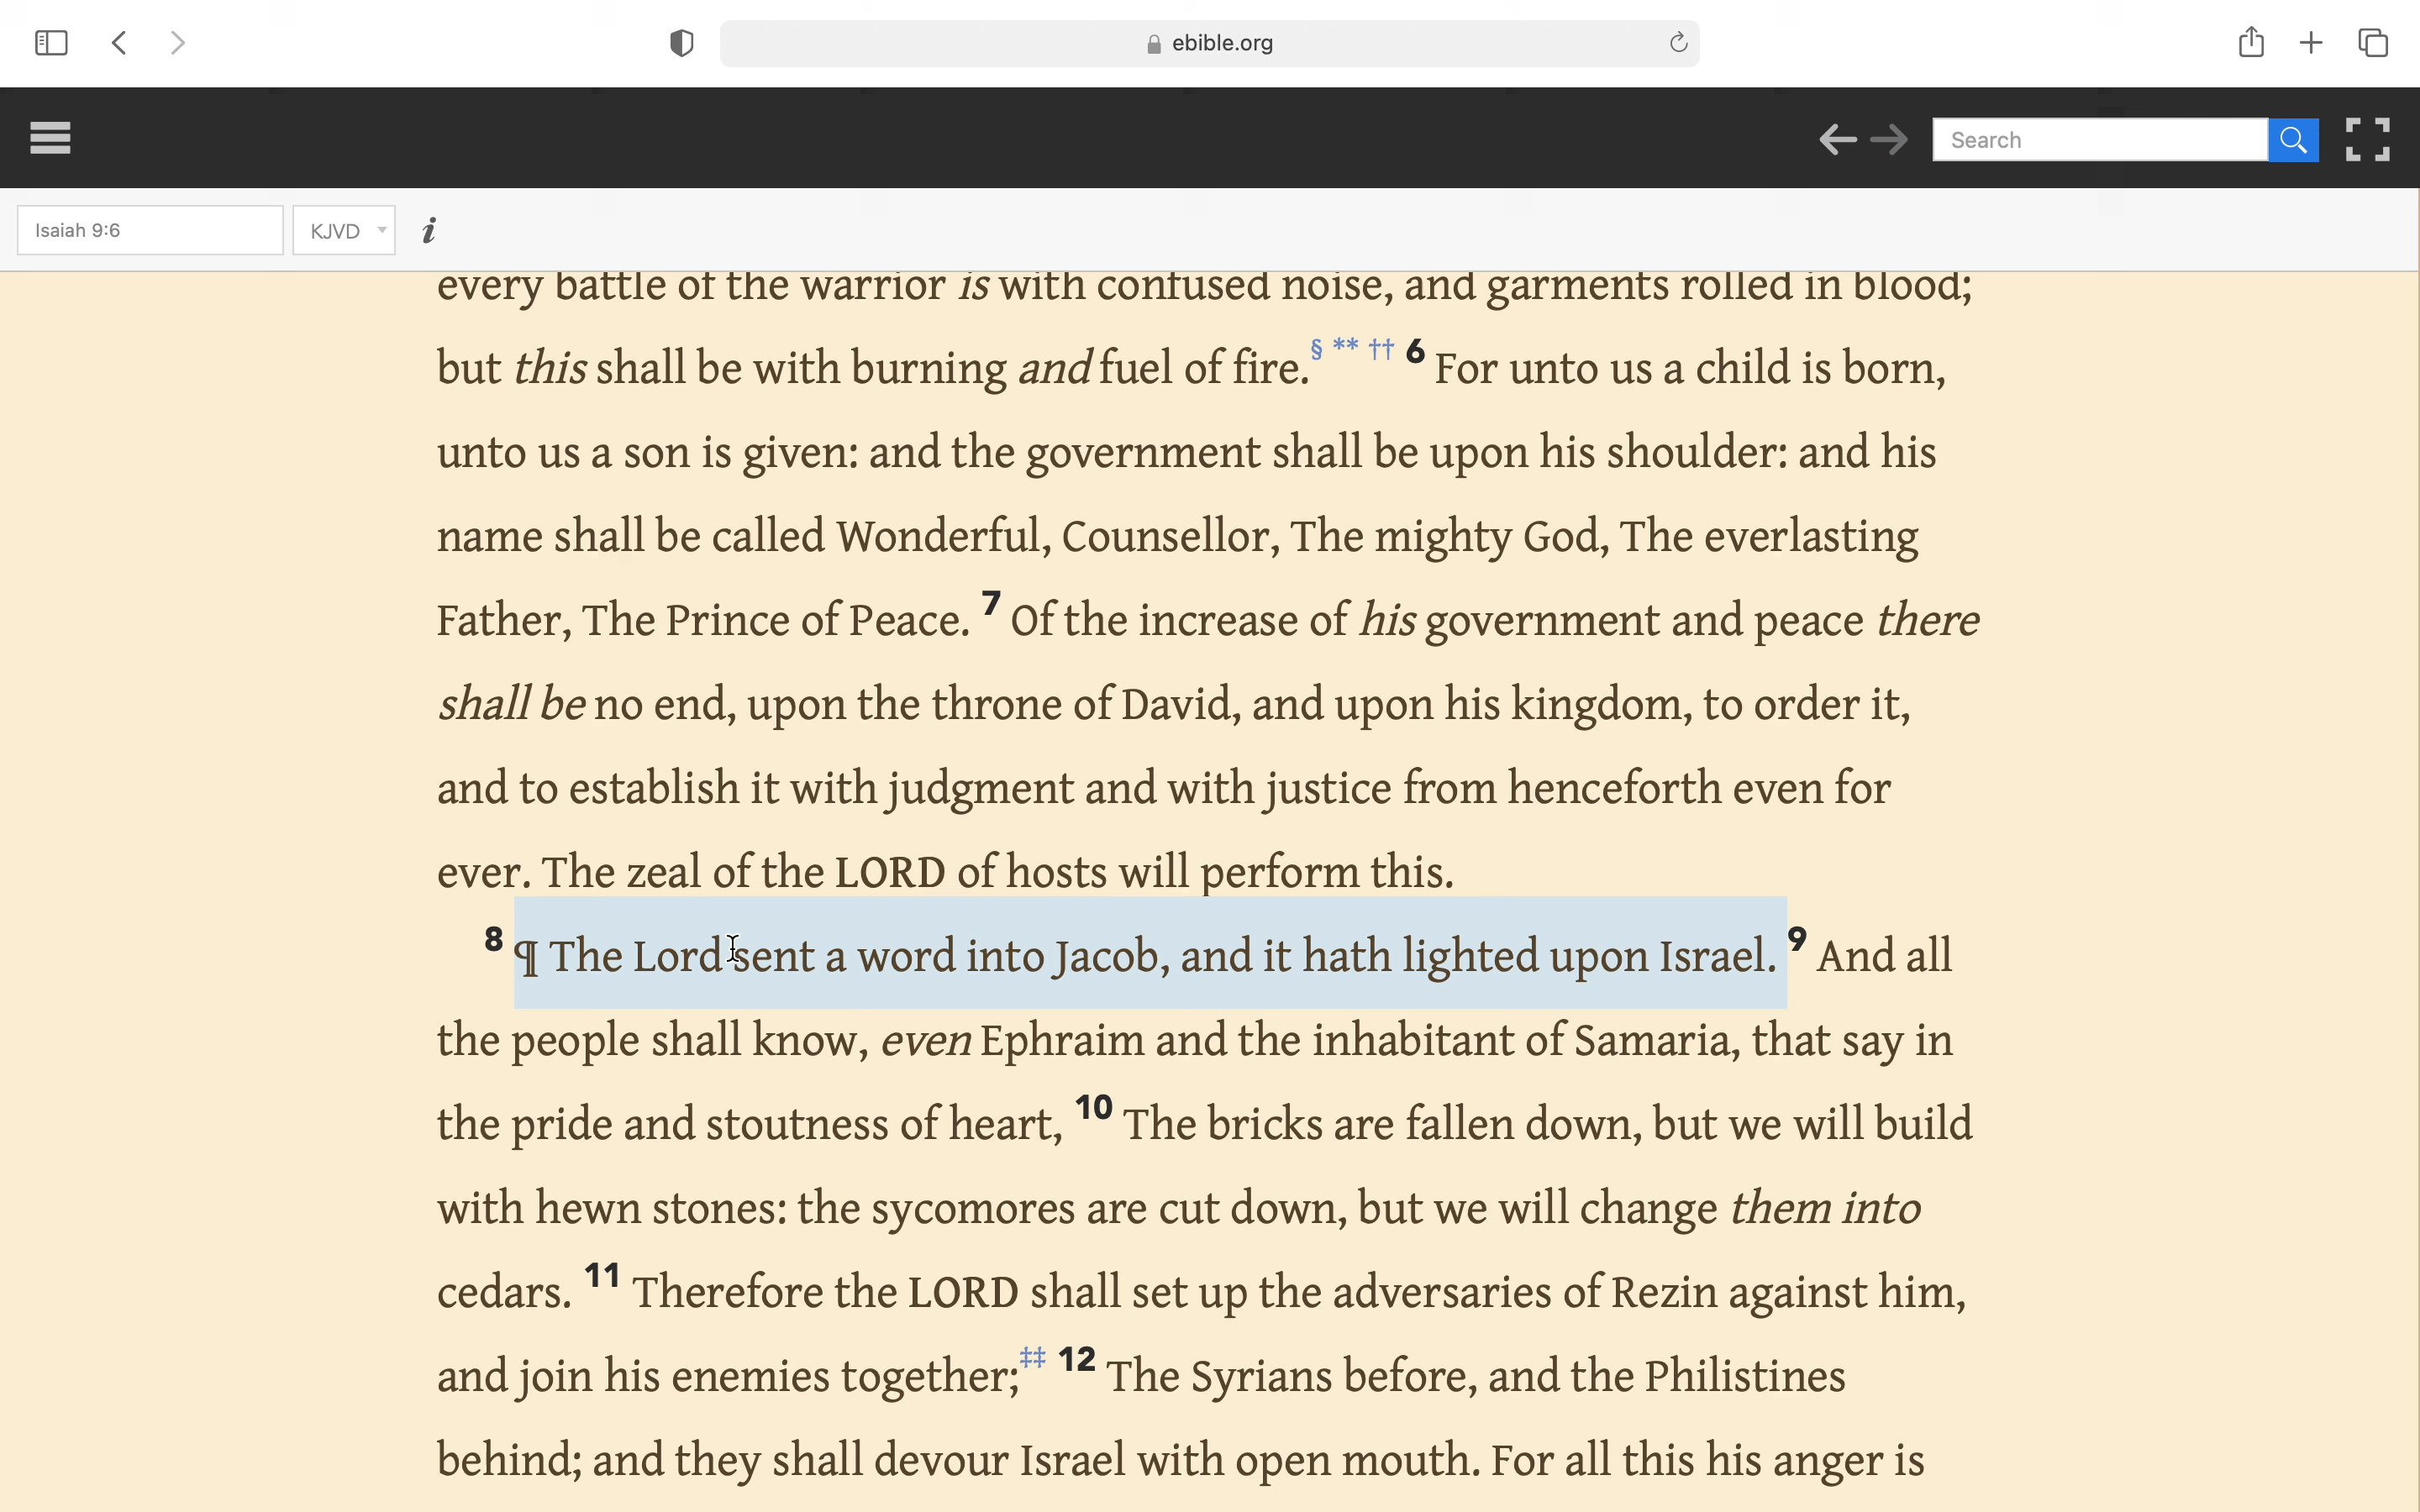 ebible.org
Search
Isaiah 9:6 KJVD i
every battle of the warrior is with confused noise, and garments rolled in blood;
but this shall be with burning and fuel of fire.§ ** †† 6 For unto us a child is born,
unto us a son is given: and the government shall be upon his shoulder: and his
name shall be called Wonderful, Counsellor, The mighty God, The everlasting
Father, The Prince of Peace. 7 Of the increase of his government and peace there
shall be no end, upon the throne of David, and upon his kingdom, to order it,
and to establish it with judgment and with justice from henceforth even for
ever. The zeal of the LORD of hosts will perform this.
8 ¶ The Lord sent a word into Jacob, and it hath lighted upon Israel. 9 And all
the people shall know, even Ephraim and the inhabitant of Samaria, that say in
the pride and stoutness of heart, 10 The bricks are fallen down, but we will build
with hewn stones: the sycomores are cut down, but we will change them into
cedars. 11 Therefore the LORD shall set up the adversaries of Rezin against him,
and join his enemies together;‡‡ 12 The Syrians before, and the Philistines
behind; and they shall devour Israel with open mouth. For all this his anger is